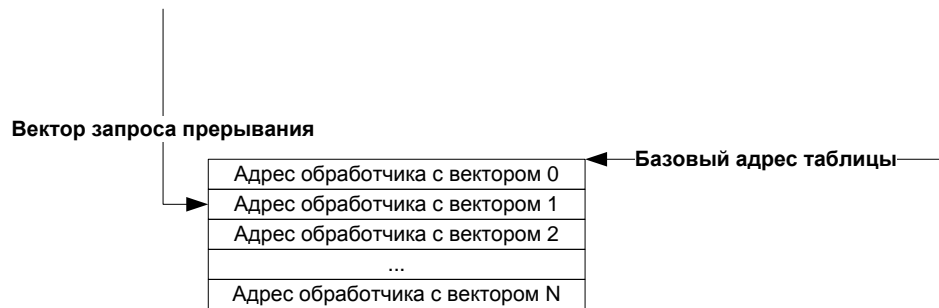 Вектор запроса прерывания
Базовый адрес таблицы
Адрес обработчика с вектором 0
Адрес обработчика с вектором 1
Адрес обработчика с вектором 2
...
Адрес обработчика с вектором N